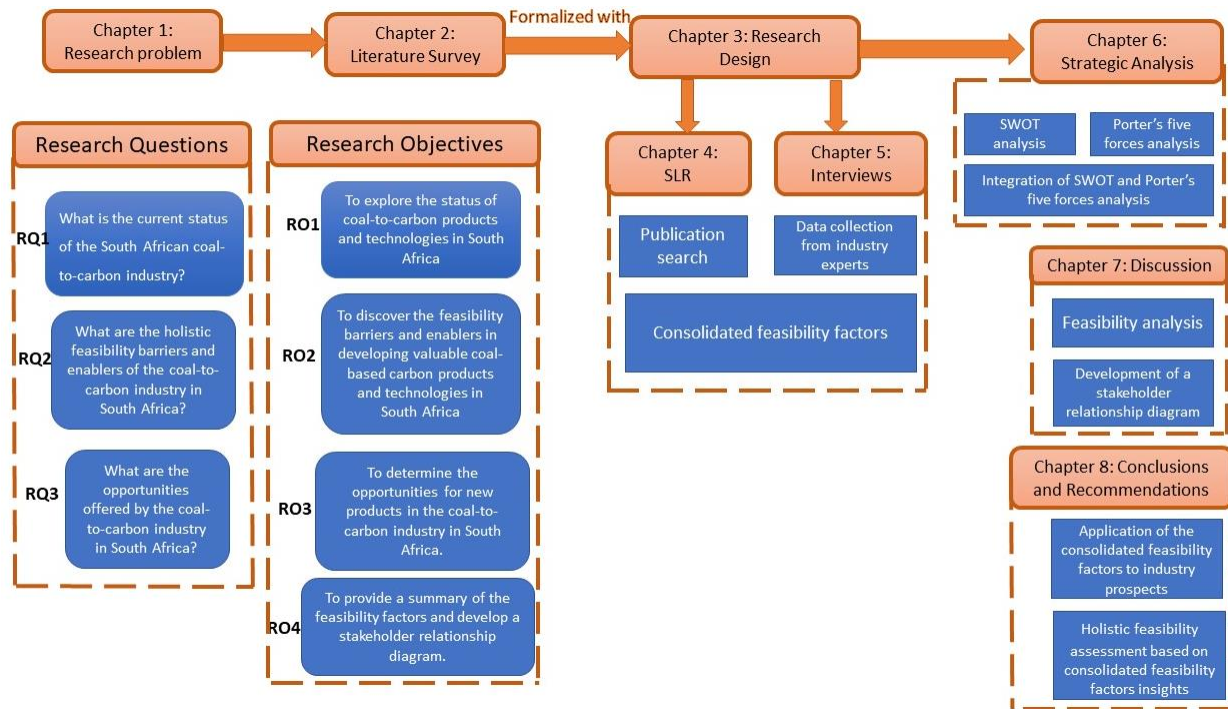 Chapter 1:
Research problem
Chapter 2:
Literature Survey
Formalized with
Chapter 3: Research
Design
Chapter 6:
Strategic Analysis
Research Questions
RQ1
What is the current status
of the South African coal-
to-carbon industry?
RQ2
What are the holistic
feasibility barriers and
enablers of the coal-to-
carbon industry in
South Africa?
RQ3
What are the
opportunities
offered by the coal-
to-carbon industry
in South Africa?
Research Objectives
RO1
To explore the status of
coal-to-carbon products
and technologies in South
Africa
RO2
To discover the feasibility
barriers and enablers in
developing valuable coal-
based carbon products
and technologies in
South Africa
RO3
To determine the
opportunities for new
products in the coal-to-
carbon industry in South
Africa.
RO4
To provide a summary of the
feasibility factors and develop a
stakeholder relationship
diagram.
Chapter 4:
SLR
Chapter 5:
Interviews
Publication
search
Data collection
from industry
experts
Consolidated feasibility factors
SWOT
analysis
Porter's five
forces analysis
Integration of SWOT and Porter's
five forces analysis
Chapter 7: Discussion
Feasibility analysis
Development of a
stakeholder
relationship diagram
Chapter 8: Conclusions
and Recommendations
Application of the
consolidated feasibility
factors to industry
prospects
Holistic feasibility
assessment based on
consolidated feasibility
factors insights